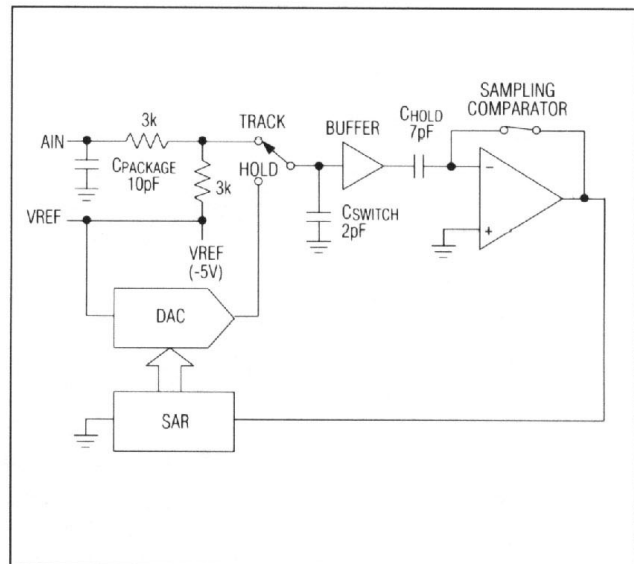 SAMPLING
COMPARATOR
3k
TRACK
BUFFER
CHOLD
7pF
AIN
CPACKAGE
10pF
HOLD
3k
CSWITCH
2pF
VREF
VREF
(-5V)
DAC
SAR
−
+